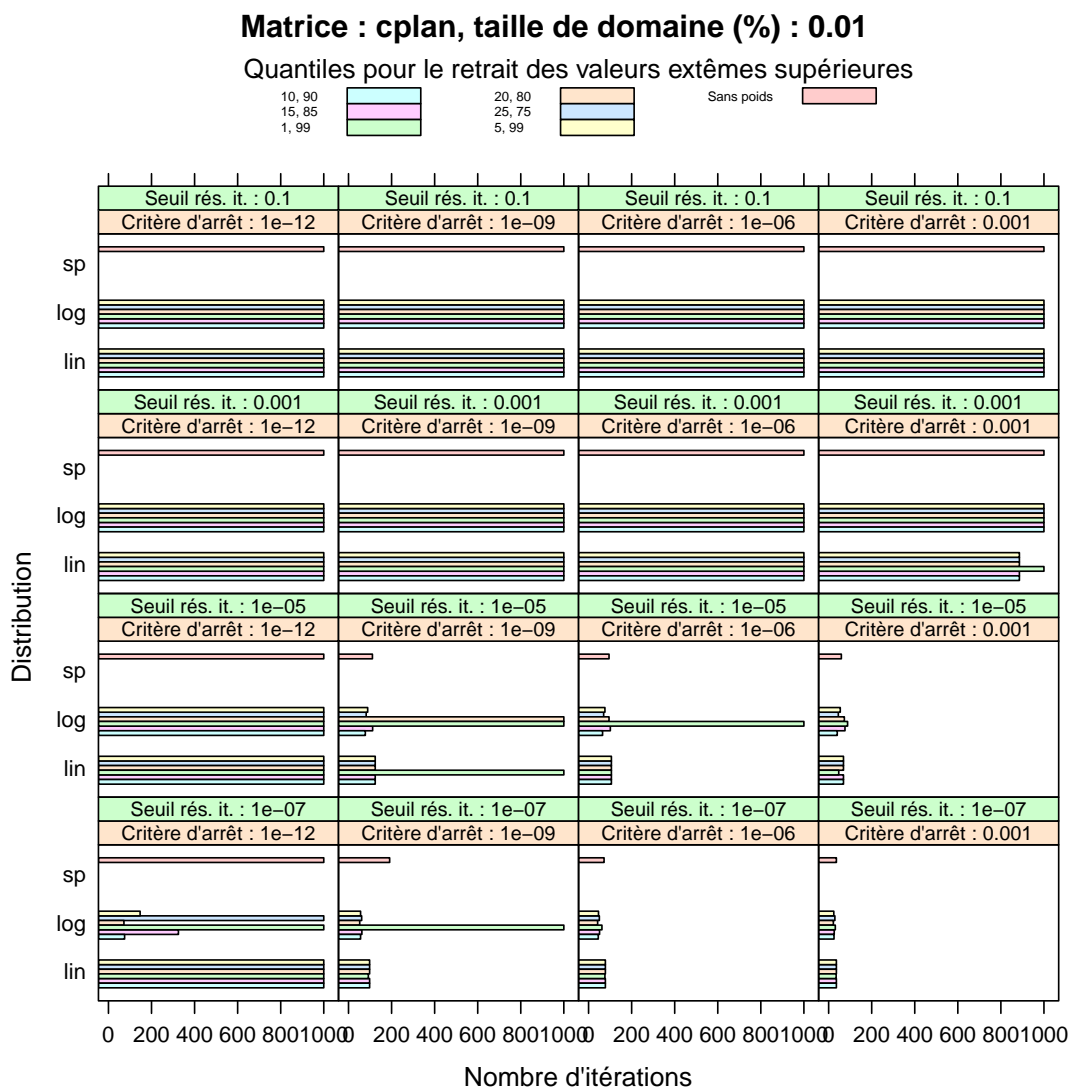 Matrice : cplan, taille de domaine (%) : 0.01
Quantiles pour le retrait des valeurs extêmes supérieures
10, 90 20, 80 Sans poids
15, 85 25, 75
1, 99 5, 99
Seuil rés. it. : 0.1 Seuil rés. it. : 0.1 Seuil rés. it. : 0.1 Seuil rés. it. : 0.1
Critère d'arrêt : 1e−12 Critère d'arrêt : 1e−09 Critère d'arrêt : 1e−06 Critère d'arrêt : 0.001
sp
log
lin
Seuil rés. it. : 0.001 Seuil rés. it. : 0.001 Seuil rés. it. : 0.001 Seuil rés. it. : 0.001
Critère d'arrêt : 1e−12 Critère d'arrêt : 1e−09 Critère d'arrêt : 1e−06 Critère d'arrêt : 0.001
sp
log
lin
Seuil rés. it. : 1e−05 Seuil rés. it. : 1e−05 Seuil rés. it. : 1e−05 Seuil rés. it. : 1e−05
Critère d'arrêt : 1e−12 Critère d'arrêt : 1e−09 Critère d'arrêt : 1e−06 Critère d'arrêt : 0.001
sp
log
lin
Seuil rés. it. : 1e−07 Seuil rés. it. : 1e−07 Seuil rés. it. : 1e−07 Seuil rés. it. : 1e−07
Critère d'arrêt : 1e−12 Critère d'arrêt : 1e−09 Critère d'arrêt : 1e−06 Critère d'arrêt : 0.001
sp
log
lin
0 200 400 600 800 1000 0 200 400 600 800 1000 0 200 400 600 800 1000 0 200 400 600 800 1000
Nombre d'itérations
Distribution